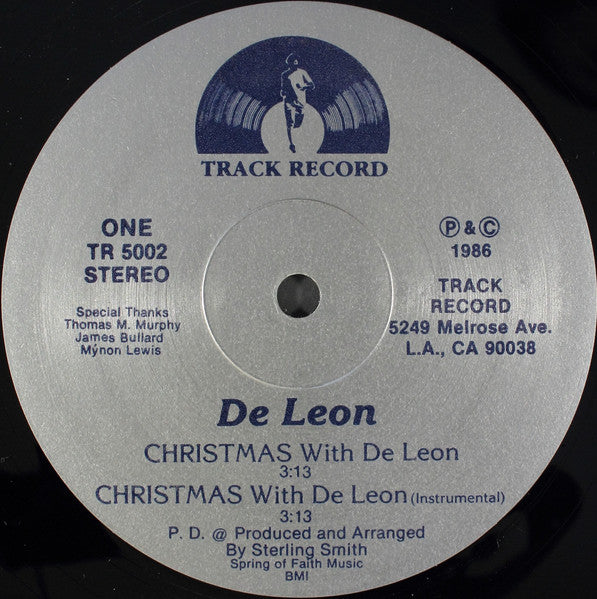 TRACK RECORD
ONE
TR 5002
STEREO
Special Thanks
Thomas M. Murphy
James Bullard
Mýnon Lewis
Ⓟ & ©
1986
TRACK
RECORD
5249 Melrose Ave.
L.A., CA 90038
De Leon
CHRISTMAS With De Leon
3:13
CHRISTMAS With De Leon (Instrumental)
3:13
P. D. @ Produced and Arranged
By Sterling Smith
Spring of Faith Music
BMI